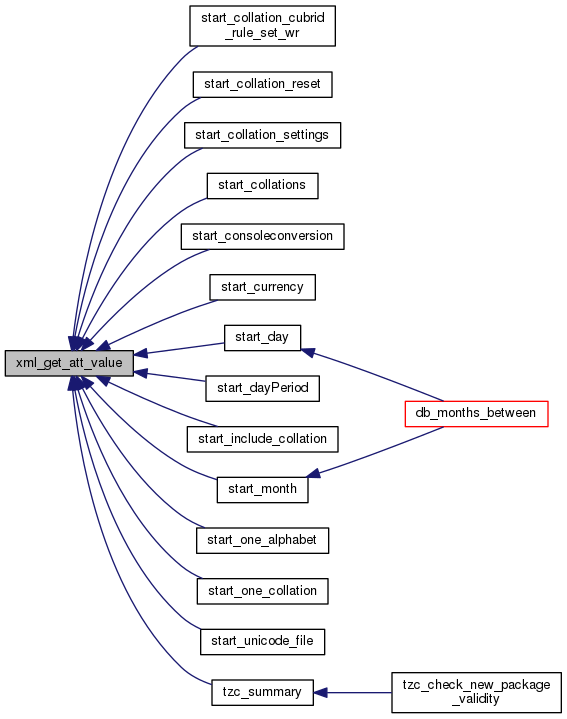 start_collation_cubrid
_rule_set_wr
start_collation_reset
start_collation_settings
start_collations
start_consoleconversion
start_currency
start_day
xml_get_att_value
start_dayPeriod
db_months_between
start_include_collation
start_month
start_one_alphabet
start_one_collation
start_unicode_file
tzc_summary
tzc_check_new_package
_validity